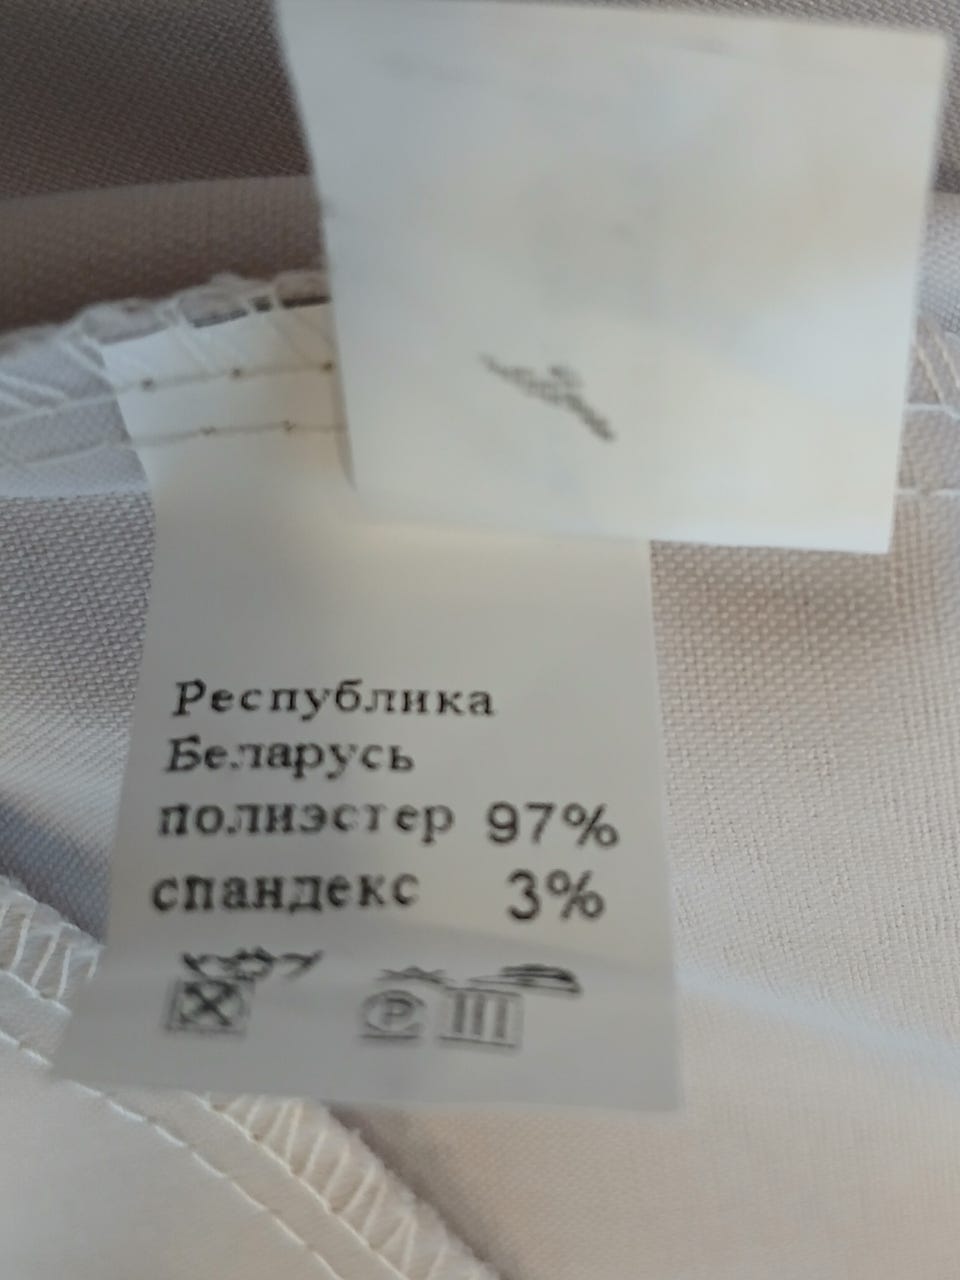 Республика
Беларусь
полиэстер 97%
спандекс 3%
P